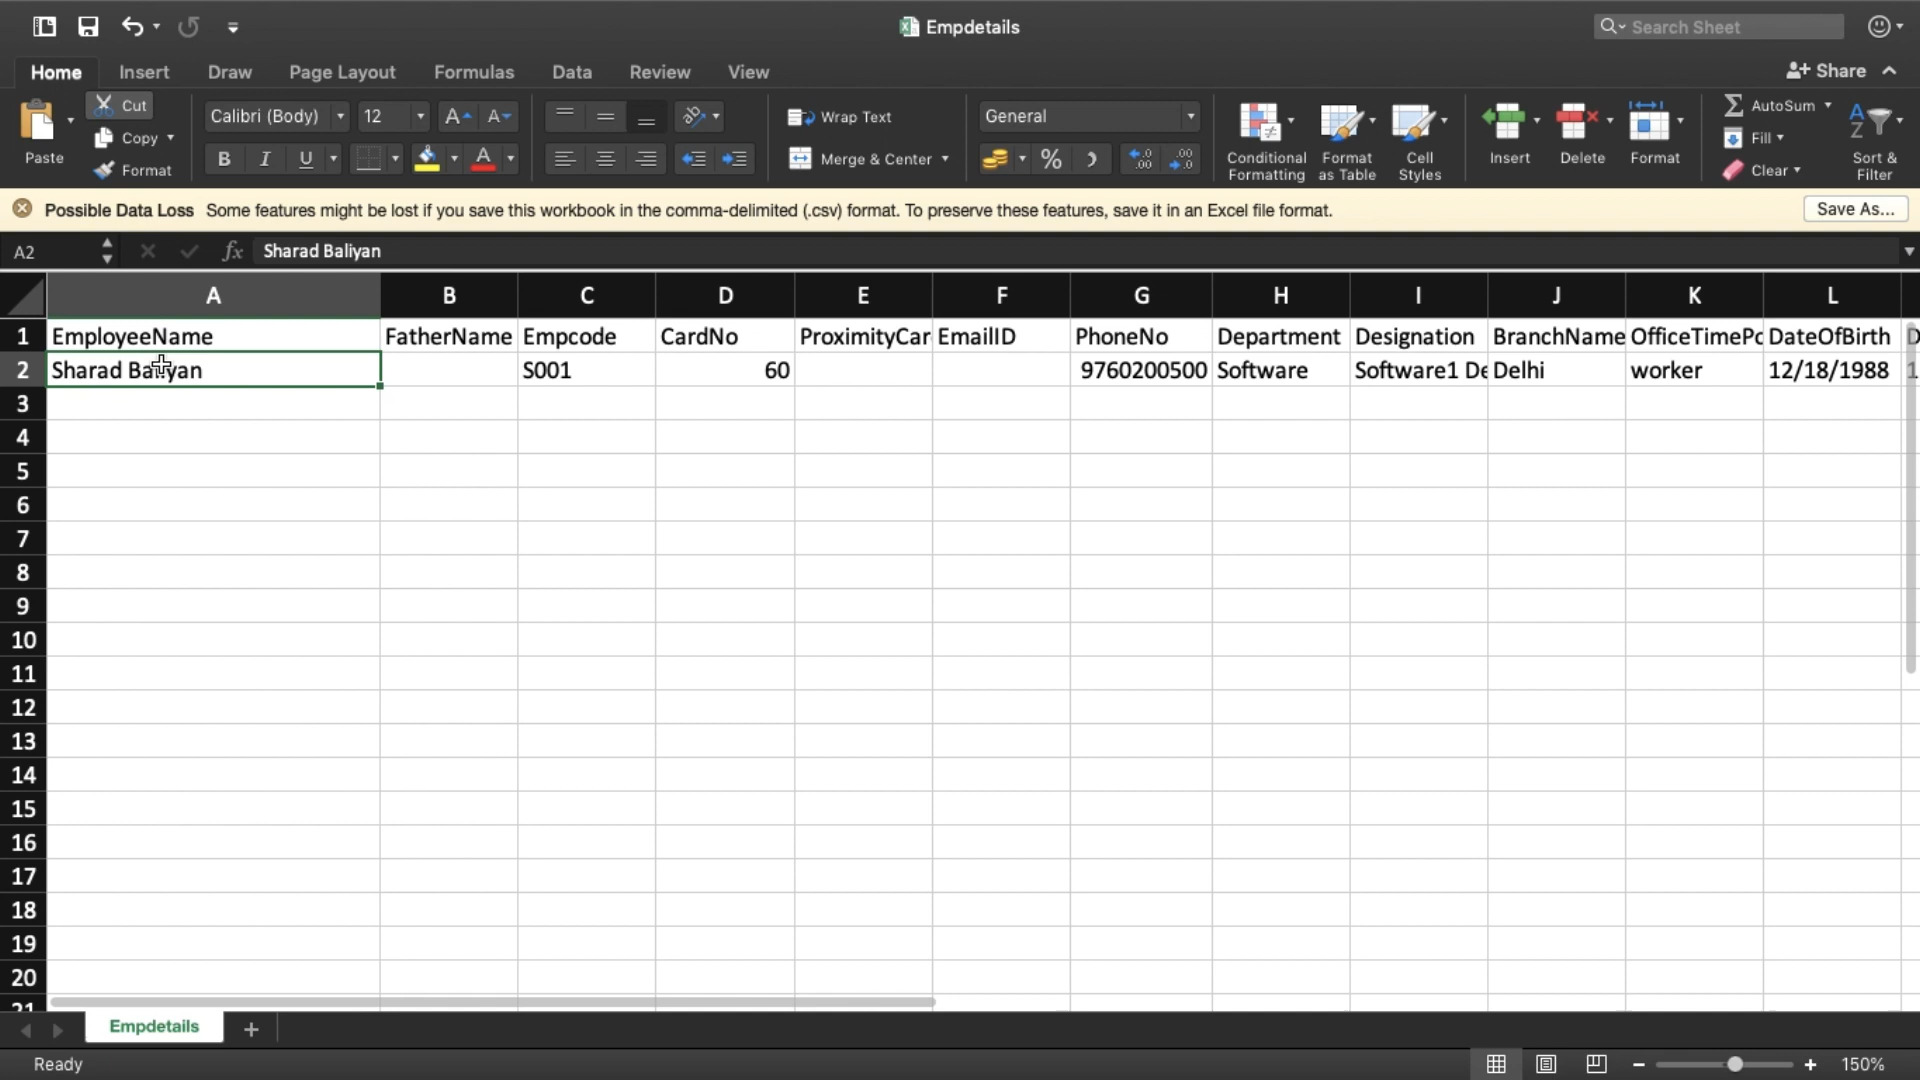 Empdetails
Search Sheet
Home Insert Draw Page Layout Formulas Data Review View
Share
Paste
Cut
Copy
Format
Calibri (Body) 12
B I U
Wrap Text
Merge & Center
General
Conditional Formatting
Format as Table
Cell Styles
Insert
Delete
Format
AutoSum
Fill
Clear
Sort & Filter
Possible Data Loss Some features might be lost if you save this workbook in the comma-delimited (.csv) format. To preserve these features, save it in an Excel file format.
Save As...
A2 fx Sharad Baliyan
A B C D E F G H I J K L
1 EmployeeName FatherName Empcode CardNo ProximityCar EmailID PhoneNo Department Designation BranchName OfficeTimePo DateOfBirth D
2 Sharad Baliyan S001 60 9760200500 Software Software1 De Delhi worker 12/18/1988 1
3
4
5
6
7
8
9
10
11
12
13
14
15
16
17
18
19
20
21
Empdetails
Ready
150%